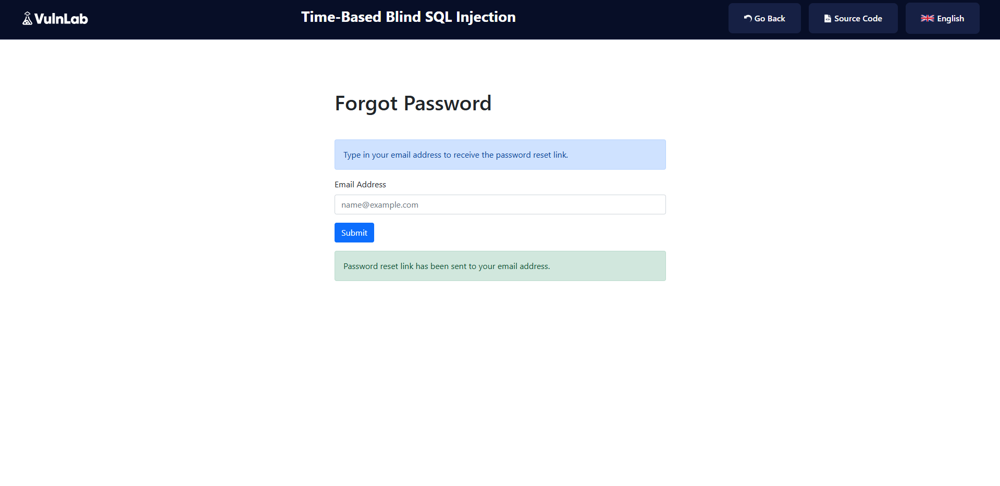 VulnLab
Time-Based Blind SQL Injection
Go Back
Source Code
English
Forgot Password
Type in your email address to receive the password reset link.
Email Address
name@example.com
Submit
Password reset link has been sent to your email address.